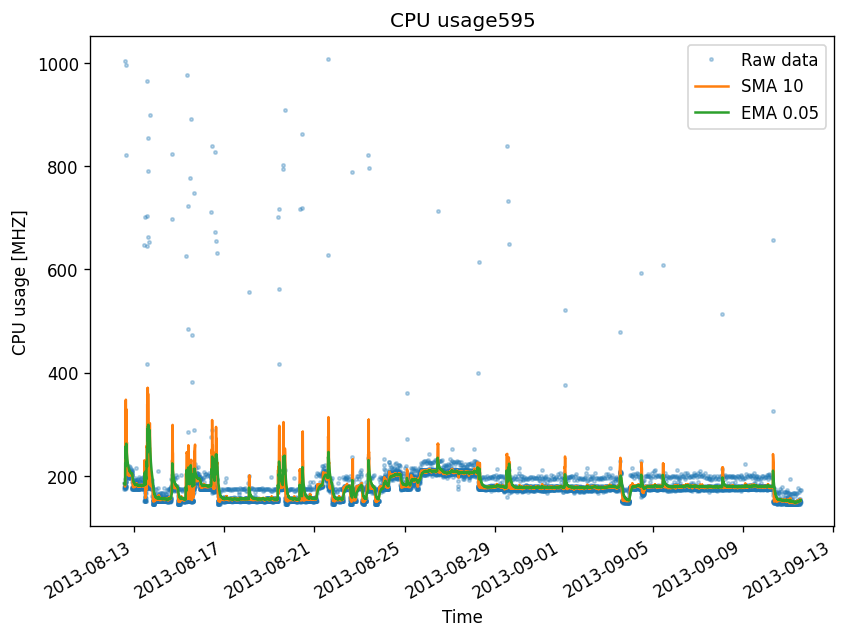 CPU usage595
1000
800
600
400
200
CPU usage [MHZ]
Raw data
SMA 10
EMA 0.05
2013-08-13
2013-08-17
2013-08-21
2013-08-25
2013-08-29
2013-09-01
2013-09-05
2013-09-09
2013-09-13
Time